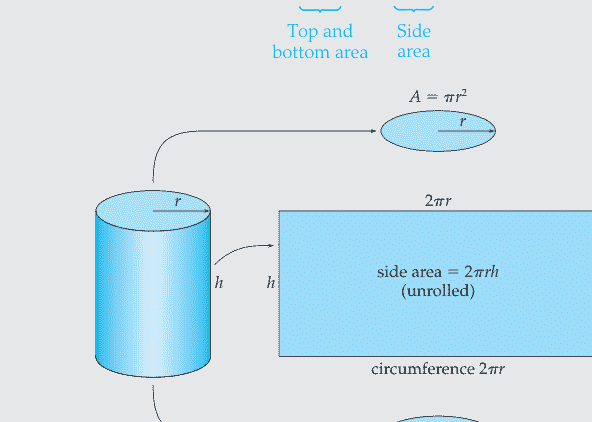 Top and
bottom area
Side
area
A = πr²
r
r
2πr
h
h
side area = 2πrh
(unrolled)
circumference 2πr